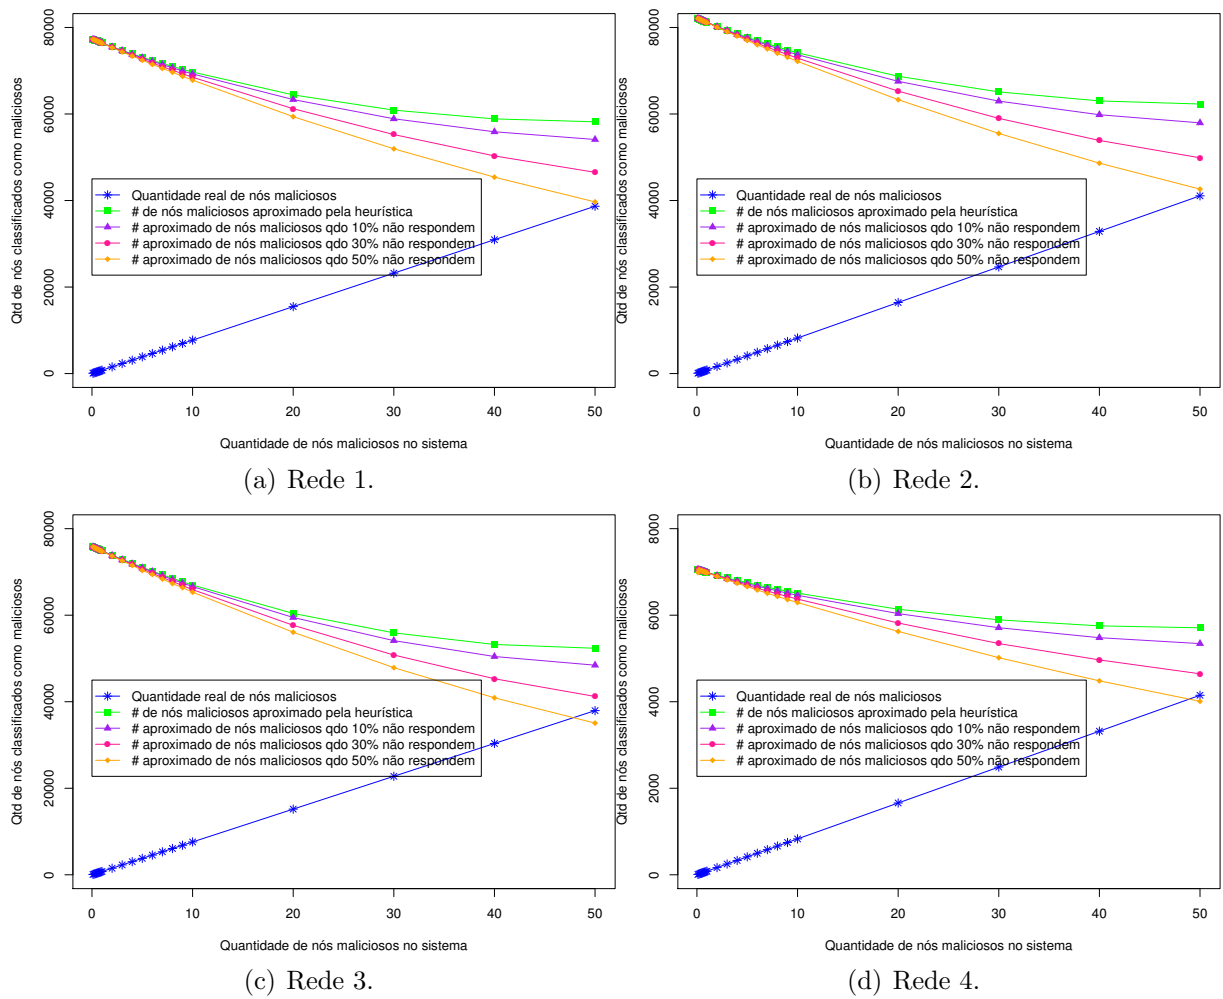 Qtd de nós classificados como maliciosos
80000
60000
40000
20000
0
Quantidade real de nós maliciosos
# de nós maliciosos aproximado pela heurística
# aproximado de nós maliciosos qdo 10% não respondem
# aproximado de nós maliciosos qdo 30% não respondem
# aproximado de nós maliciosos qdo 50% não respondem
0 10 20 30 40 50
Quantidade de nós maliciosos no sistema
(a) Rede 1.
Qtd de nós classificados como maliciosos
80000
60000
40000
20000
0
Quantidade real de nós maliciosos
# de nós maliciosos aproximado pela heurística
# aproximado de nós maliciosos qdo 10% não respondem
# aproximado de nós maliciosos qdo 30% não respondem
# aproximado de nós maliciosos qdo 50% não respondem
0 10 20 30 40 50
Quantidade de nós maliciosos no sistema
(b) Rede 2.
Qtd de nós classificados como maliciosos
80000
60000
40000
20000
0
Quantidade real de nós maliciosos
# de nós maliciosos aproximado pela heurística
# aproximado de nós maliciosos qdo 10% não respondem
# aproximado de nós maliciosos qdo 30% não respondem
# aproximado de nós maliciosos qdo 50% não respondem
0 10 20 30 40 50
Quantidade de nós maliciosos no sistema
(c) Rede 3.
Qtd de nós classificados como maliciosos
8000
6000
4000
2000
0
Quantidade real de nós maliciosos
# de nós maliciosos aproximado pela heurística
# aproximado de nós maliciosos qdo 10% não respondem
# aproximado de nós maliciosos qdo 30% não respondem
# aproximado de nós maliciosos qdo 50% não respondem
0 10 20 30 40 50
Quantidade de nós maliciosos no sistema
(d) Rede 4.